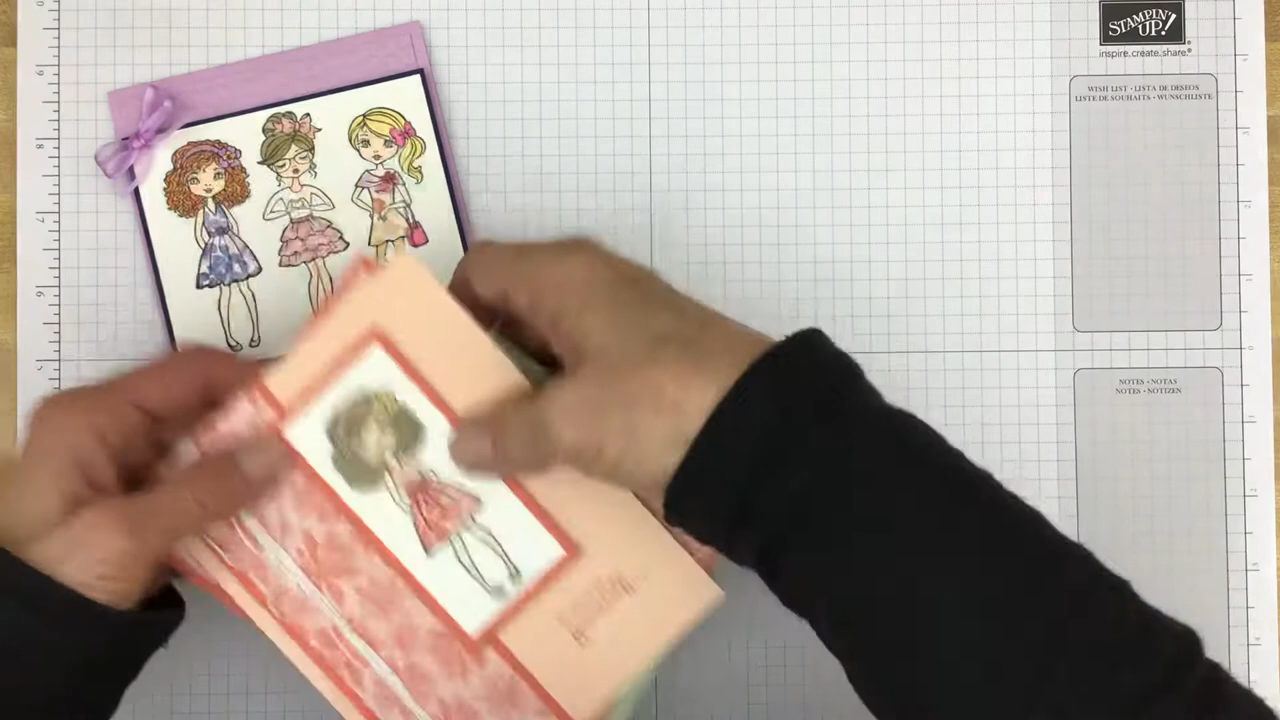 STAMPIN'
UP!
inspire.create.share.®
WISH LIST • LISTA DE DESEOS
LISTE DE SOUHAITS • WUNSCHLISTE
NOTES • NOTAS
NOTES • NOTIZEN